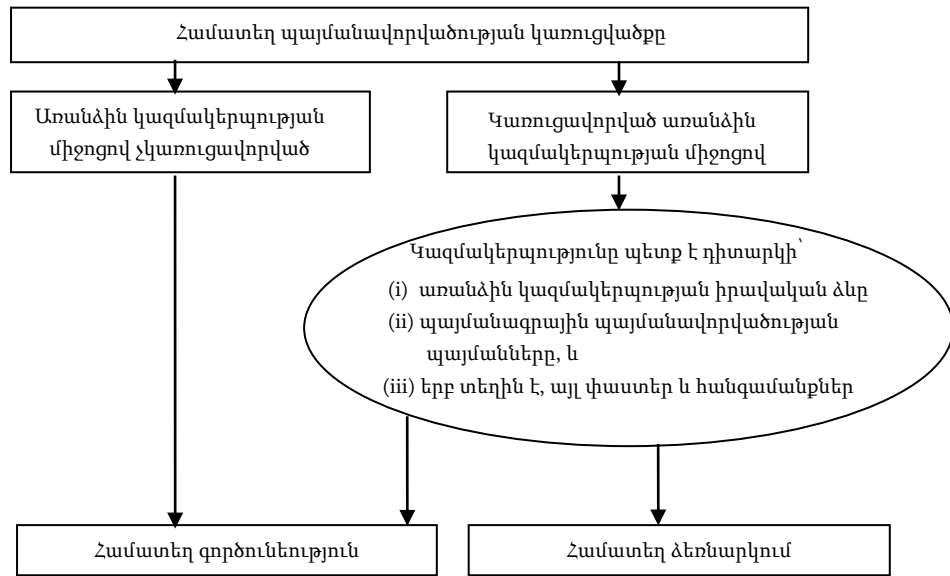 Համատեղ պայմանավորվածության կառուցվածքը
Առանձին կազմակերպության
միջոցով չկառուցավորված
Կառուցավորված առանձին
կազմակերպության միջոցով
Կազմակերպությունը պետք է դիտարկի՝
(i) առանձին կազմակերպության իրավական ձևը
(ii) պայմանագրային պայմանավորվածության
պայմանները, և
(iii) երբ տեղին է, այլ փաստեր և հանգամանքներ
Համատեղ գործունեություն
Համատեղ ձեռնարկում